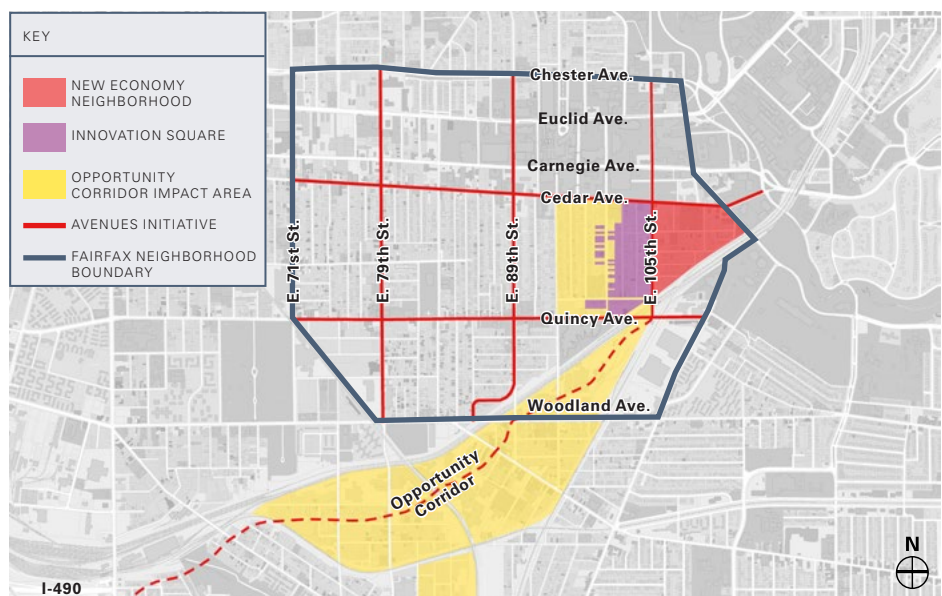 KEY
NEW ECONOMY
NEIGHBORHOOD
INNOVATION SQUARE
OPPORTUNITY
CORRIDOR IMPACT AREA
AVENUES INITIATIVE
FAIRFAX NEIGHBORHOOD
BOUNDARY
Chester Ave.
Euclid Ave.
Carnegie Ave.
Cedar Ave.
E. 71st St.
E. 79th St.
E. 89th St.
E. 105th St.
Quincy Ave.
Woodland Ave.
Opportunity
Corridor
I-490
N